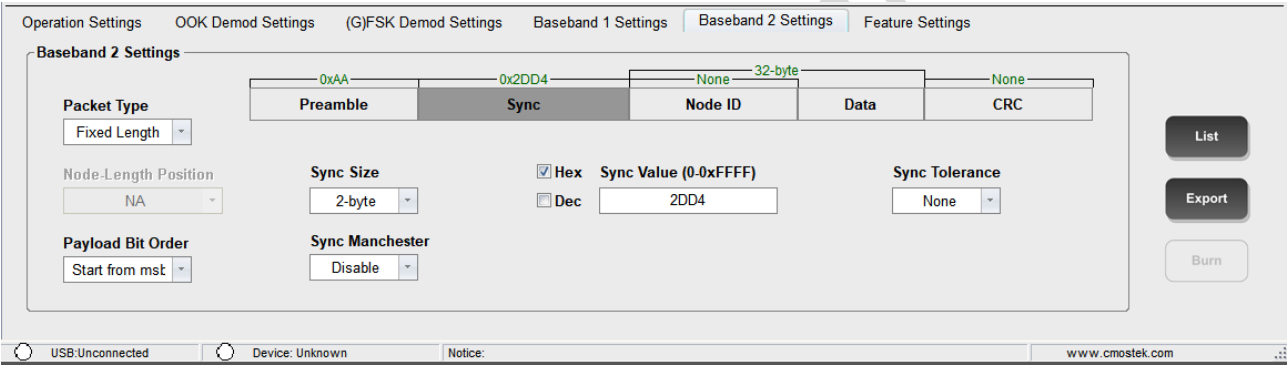 Operation Settings OOK Demod Settings (G)FSK Demod Settings Baseband 1 Settings Baseband 2 Settings Feature Settings
Baseband 2 Settings
32-byte
0xAA 0x2DD4 None None
Packet Type Preamble Sync Node ID Data CRC
Fixed Length
List
Node-Length Position Sync Size Hex Sync Value (0-0xFFFF) Sync Tolerance
NA 2-byte Dec 2DD4 None Export
Payload Bit Order Sync Manchester
Start from msb Disable Burn
USB:Unconnected Device: Unknown Notice: www.cmostek.com